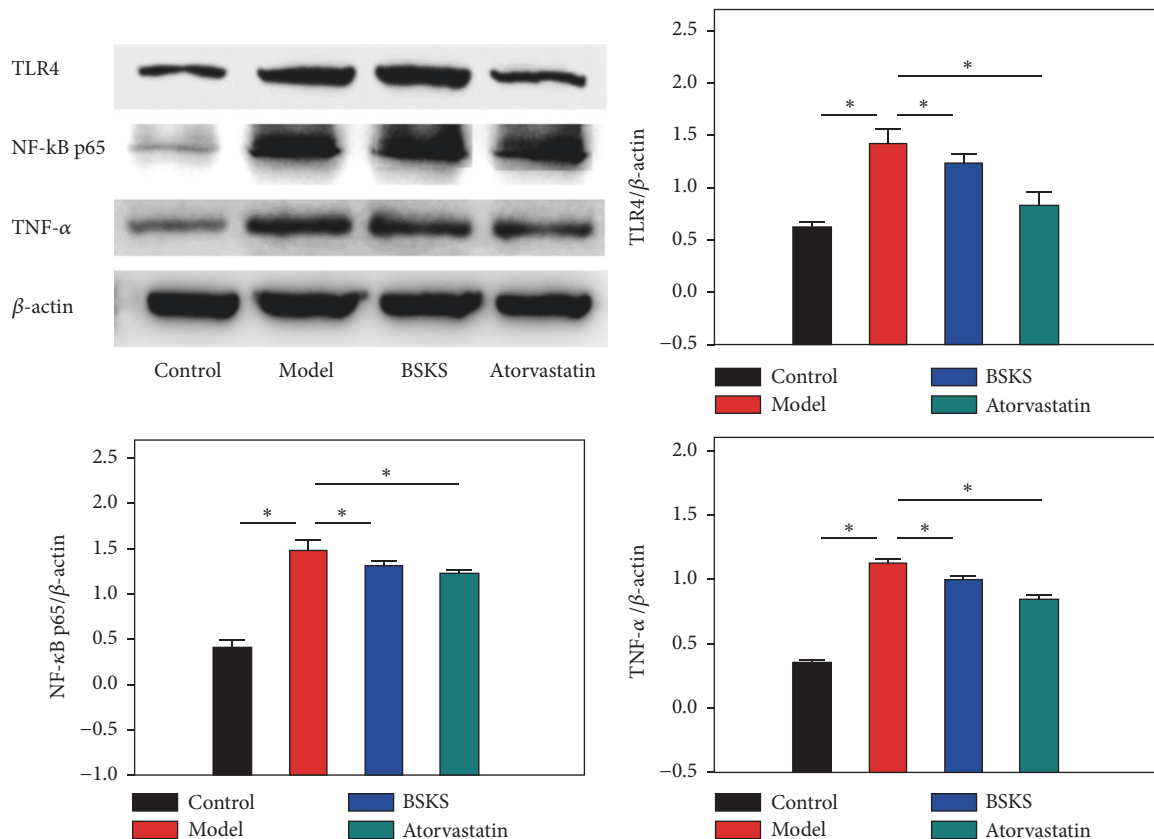 TLR4
NF-kB p65
TNF-α
β-actin
Control Model BSKS Atorvastatin
TLR4/β-actin
2.5
2.0
1.5
1.0
0.5
0.0
−0.5
*
* *
Control BSKS
Model Atorvastatin
NF-κB p65/β-actin
2.5
2.0
1.5
1.0
0.5
0.0
−0.5
−1.0
*
* *
Control BSKS
Model Atorvastatin
TNF-α /β-actin
2.0
1.5
1.0
0.5
0.0
−0.5
*
* *
Control BSKS
Model Atorvastatin